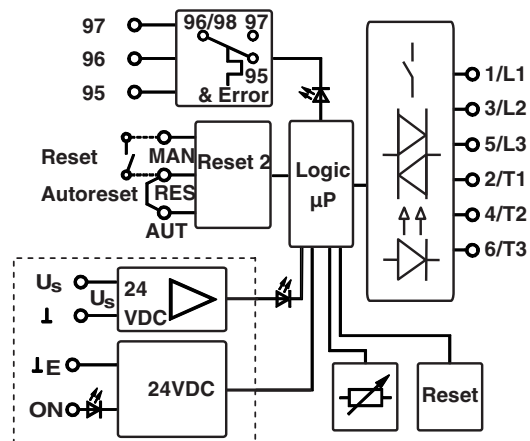 97
96
95
96/98 97
95
& Error
1/L1
3/L2
5/L3
2/T1
4/T2
6/T3
Reset
Autoreset
MAN
RES
AUT
Reset 2
Logic
µP
Us
Us
⊥
24
VDC
⊥E
ON
24VDC
Reset